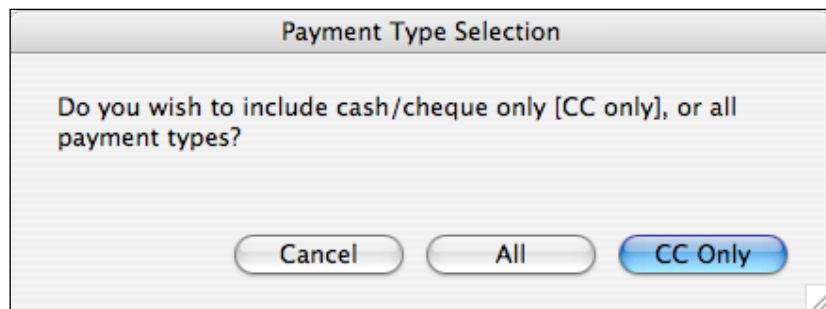 Payment Type Selection
Do you wish to include cash/cheque only [CC only], or all
payment types?
Cancel All CC Only